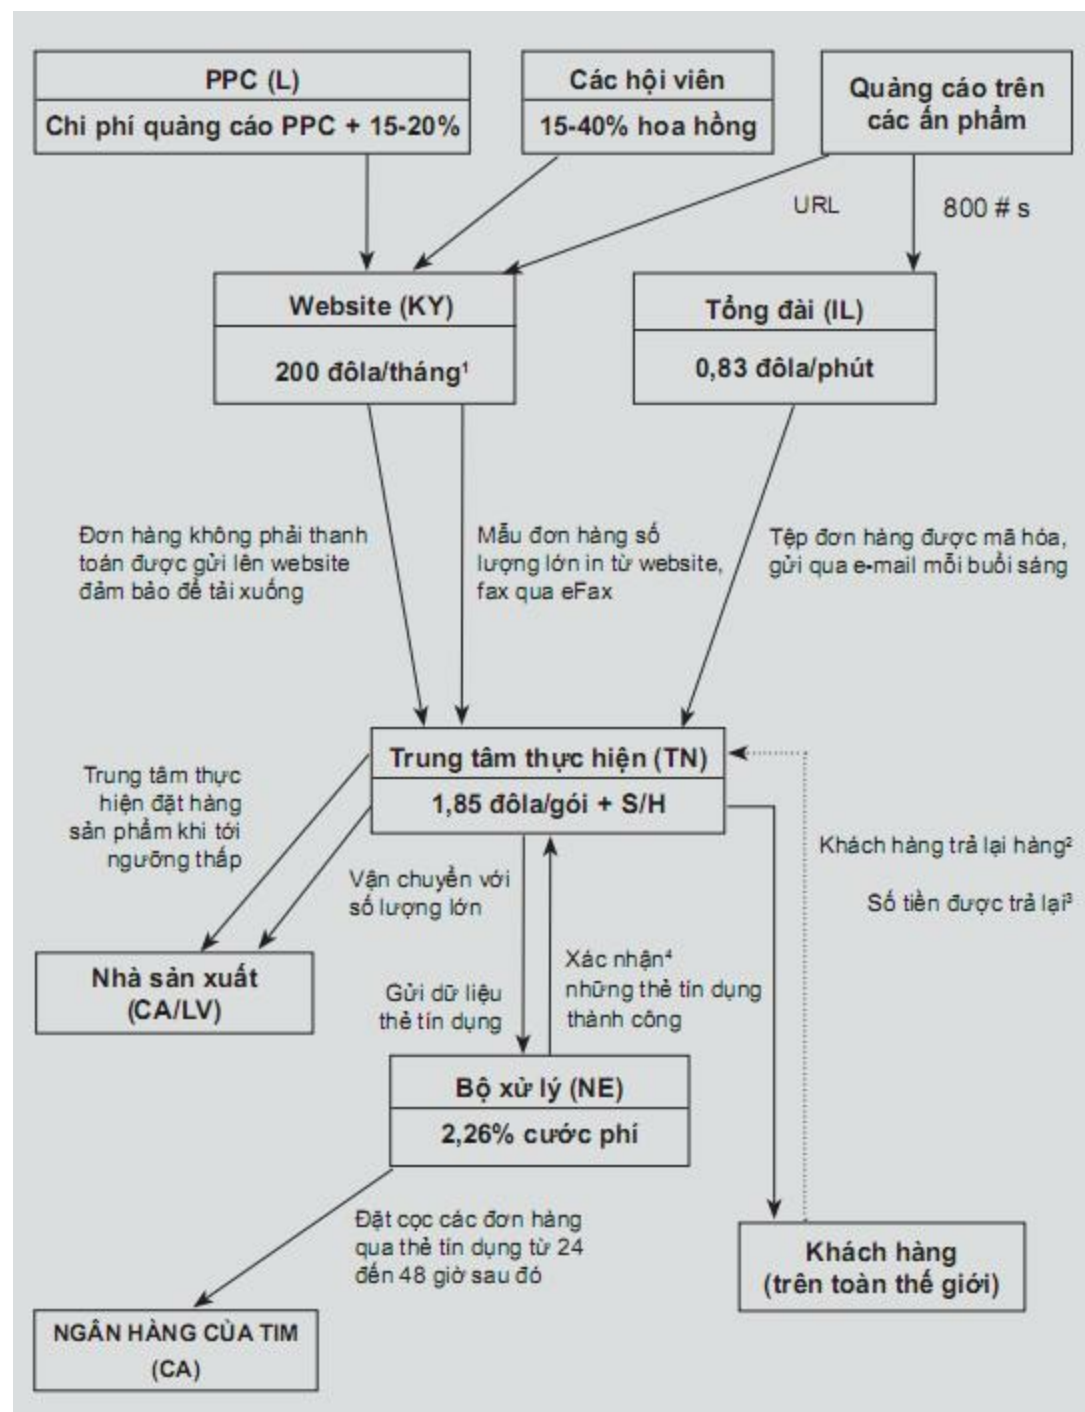 PPC (L)
Chi phí quảng cáo PPC + 15-20%
Các hội viên
15-40% hoa hồng
Quảng cáo trên
các ấn phẩm
URL
800 # s
Website (KY)
200 đôla/tháng¹
Tổng đài (IL)
0,83 đôla/phút
Đơn hàng không phải thanh
toán được gửi lên website
đảm bảo để tải xuống
Mẫu đơn hàng số
lượng lớn in từ website,
fax qua eFax
Tệp đơn hàng được mã hóa,
gửi qua e-mail mỗi buổi sáng
Trung tâm thực hiện (TN)
1,85 đôla/gói + S/H
Trung tâm thực
hiện đặt hàng
sản phẩm khi tới
ngưỡng thấp
Vận chuyển với
số lượng lớn
Khách hàng trả lại hàng²
Số tiền được trả lại³
Nhà sản xuất
(CA/LV)
Gửi dữ liệu
thẻ tín dụng
Xác nhận⁴
những thẻ tín dụng
thành công
Bộ xử lý (NE)
2,26% cước phí
Đặt cọc các đơn hàng
qua thẻ tín dụng từ 24
đến 48 giờ sau đó
Khách hàng
(trên toàn thế giới)
NGÂN HÀNG CỦA TIM
(CA)